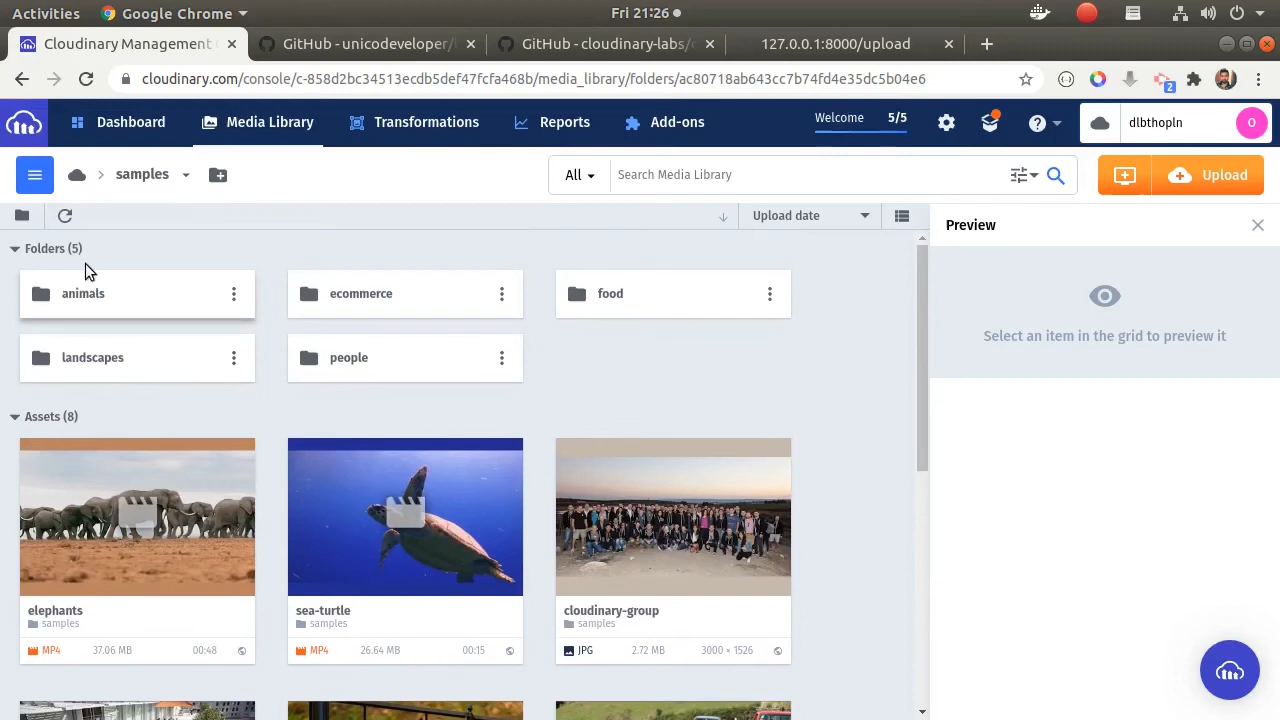 Activities Google Chrome Fri 21:26
Cloudinary Management GitHub - unicodeveloper/ GitHub - cloudinary-labs/ 127.0.0.1:8000/upload
cloudinary.com/console/c-858d2bc34513ecdb5def47fcfa468b/media_library/folders/ac80718ab643cc7b74fd4e35dc5b04e6 2
Dashboard Media Library Transformations Reports Add-ons Welcome 5/5 dlbthopln O
samples All Search Media Library Upload
Upload date Preview
Folders (5)
animals ecommerce food
landscapes people
Select an item in the grid to preview it
Assets (8)
elephants sea-turtle cloudinary-group
samples samples samples
MP4 37.06 MB 00:48 MP4 26.64 MB 00:15 JPG 2.72 MB 3000 × 1526